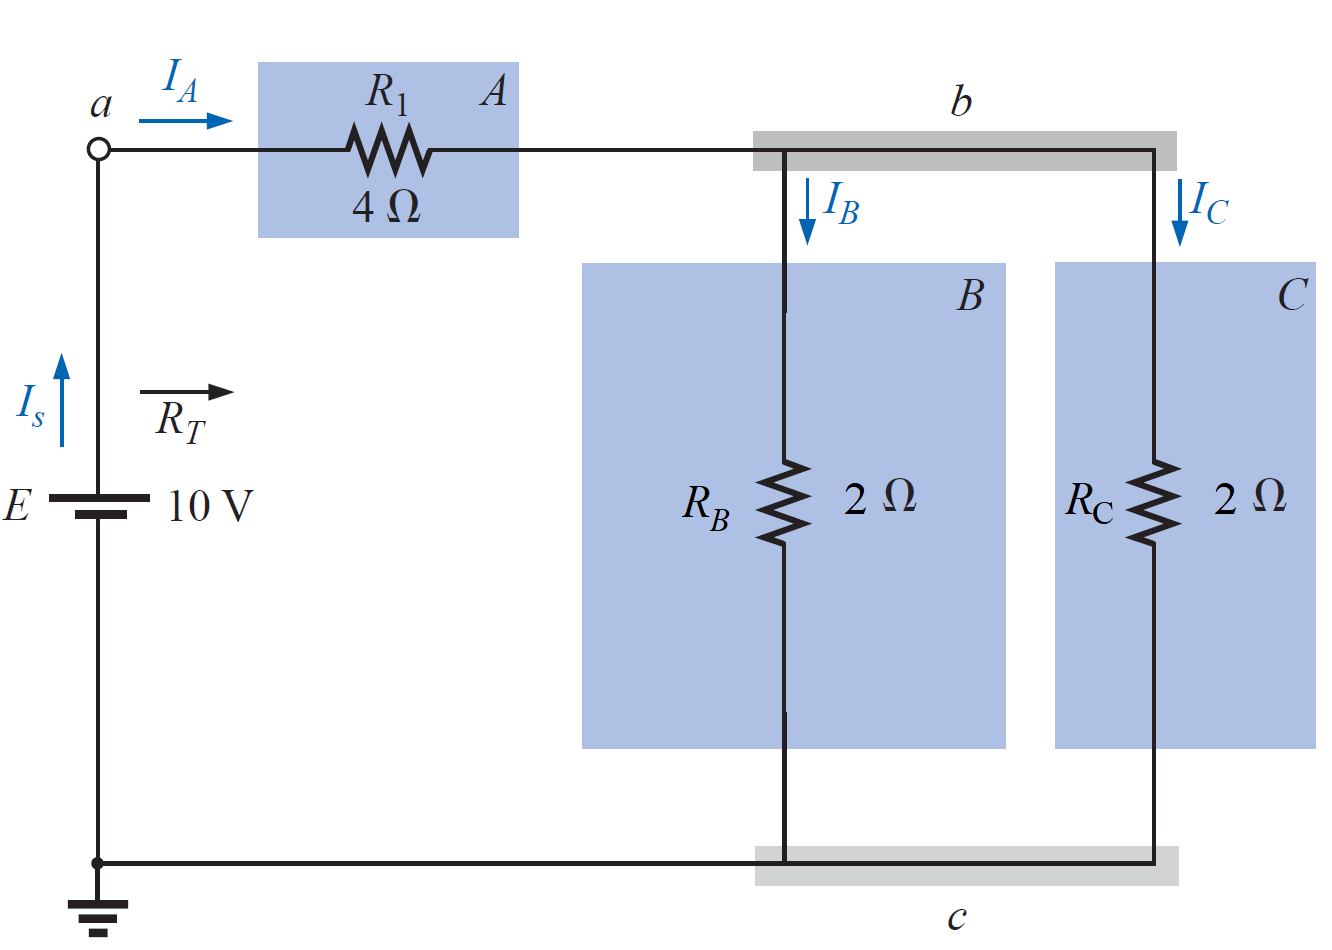 I_A
a
R_1
A
4 Ω
b
I_B
I_C
B
C
I_s
R_T
E
10 V
R_B
2 Ω
R_C
2 Ω
c